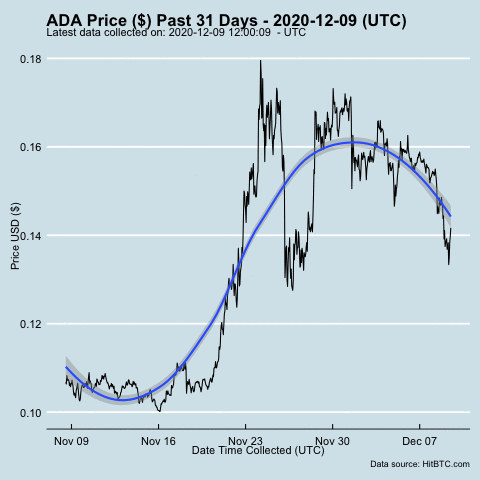 ADA Price ($) Past 31 Days - 2020-12-09 (UTC)
Latest data collected on: 2020-12-09 12:00:09  - UTC
0.18
0.16
0.14
0.12
0.10
Price USD ($)
Nov 09 Nov 16 Nov 23 Nov 30 Dec 07
Date Time Collected (UTC)
Data source: HitBTC.com